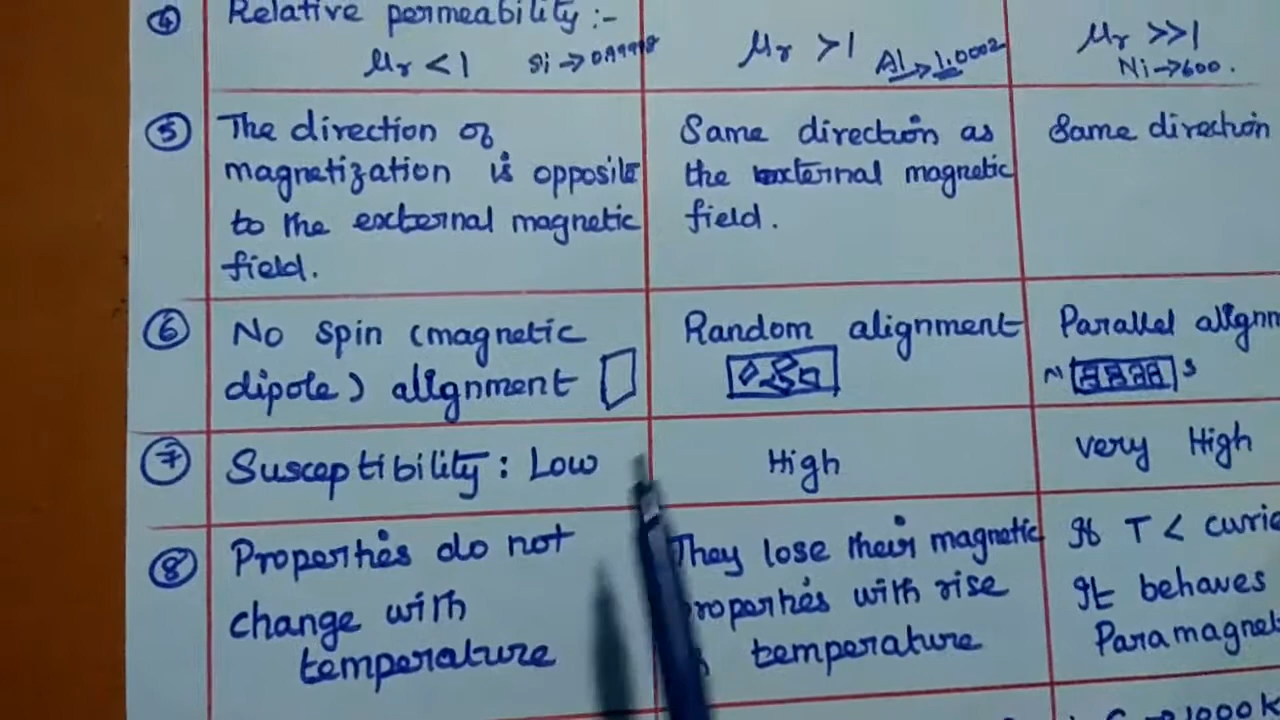 ④ Relative permeability :-
μr < 1 Si → 0.99998
μr > 1 Al → 1.0002
μr >> 1
Ni → 600.
⑤ The direction of
magnetization is opposite
to the external magnetic
field.
Same direction as
the external magnetic
field.
Same direction
⑥ No spin (magnetic
dipole) alignment
Random alignment
Parallel alignm
N S
⑦ Susceptibility : Low
High
very High
⑧ Properties do not
change with
temperature
They lose their magnetic
properties with rise
temperature
If T < curie
It behaves
Paramagnet
1000K